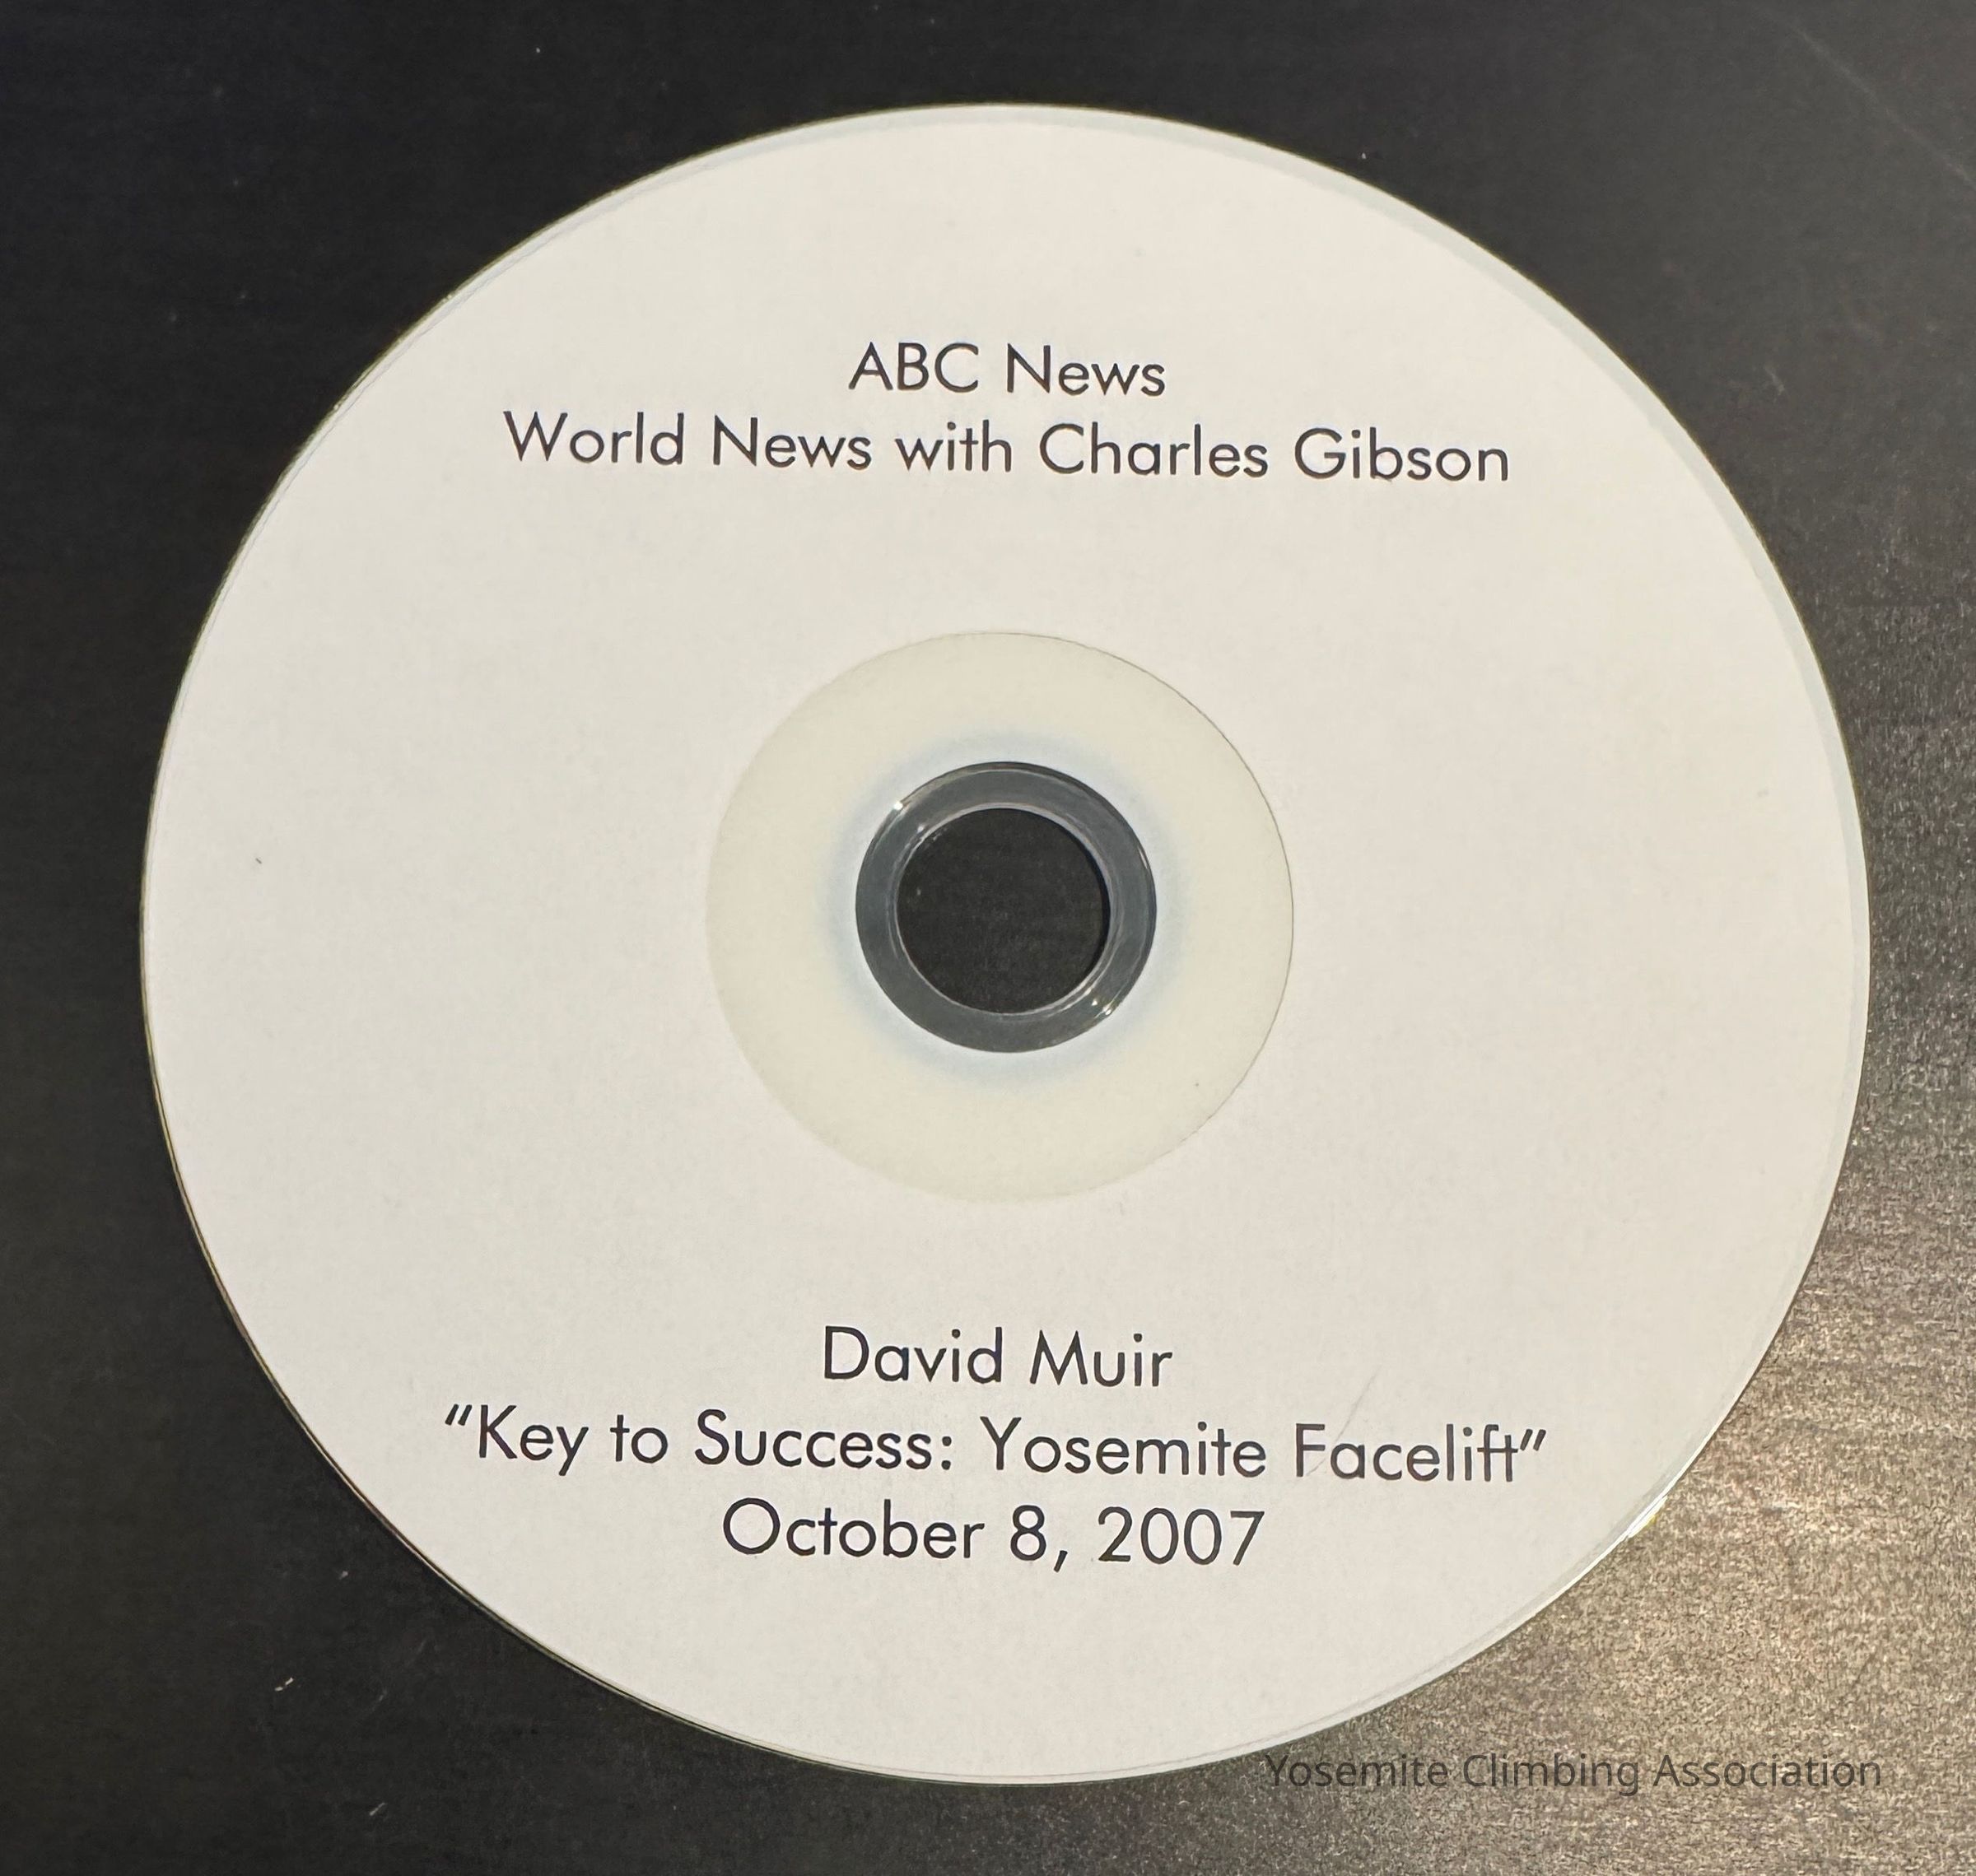 ABC News
World News with Charles Gibson
David Muir
“Key to Success: Yosemite Facelift”
October 8, 2007
Yosemite Climbing Association